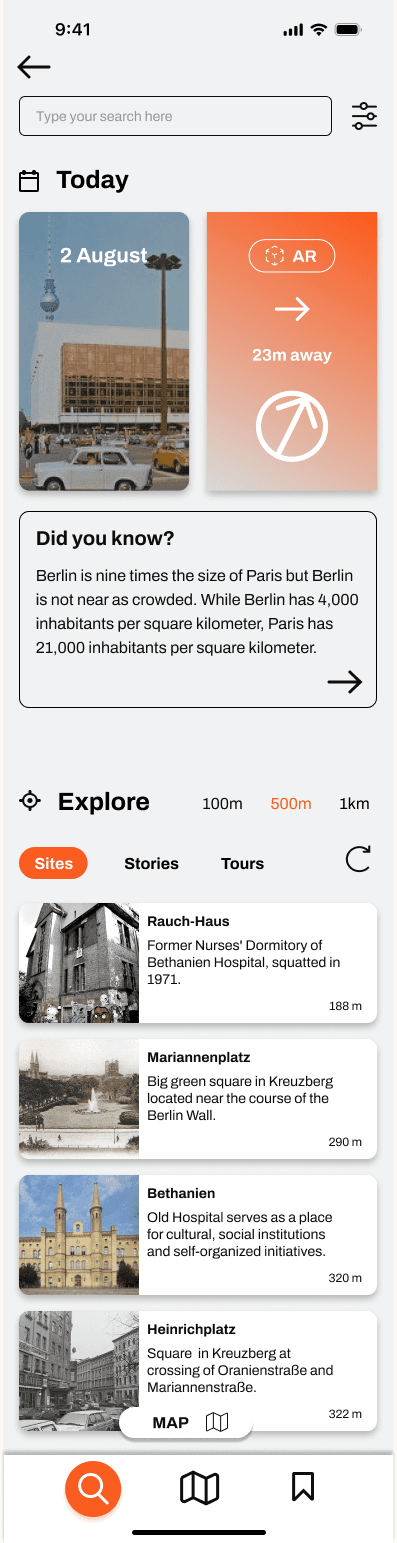 9:41
Type your search here
Today
2 August
AR
23m away
Did you know?
Berlin is nine times the size of Paris but Berlin
is not near as crowded. While Berlin has 4,000
inhabitants per square kilometer, Paris has
21,000 inhabitants per square kilometer.
Explore 100m 500m 1km
Sites Stories Tours
Rauch-Haus
Former Nurses' Dormitory of
Bethanien Hospital, squatted in
1971.
188 m
Mariannenplatz
Big green square in Kreuzberg
located near the course of the
Berlin Wall.
290 m
Bethanien
Old Hospital serves as a place
for cultural, social institutions
and self-organized initiatives.
320 m
Heinrichplatz
Square in Kreuzberg at
crossing of Oranienstraße and
Mariannenstraße.
322 m
MAP